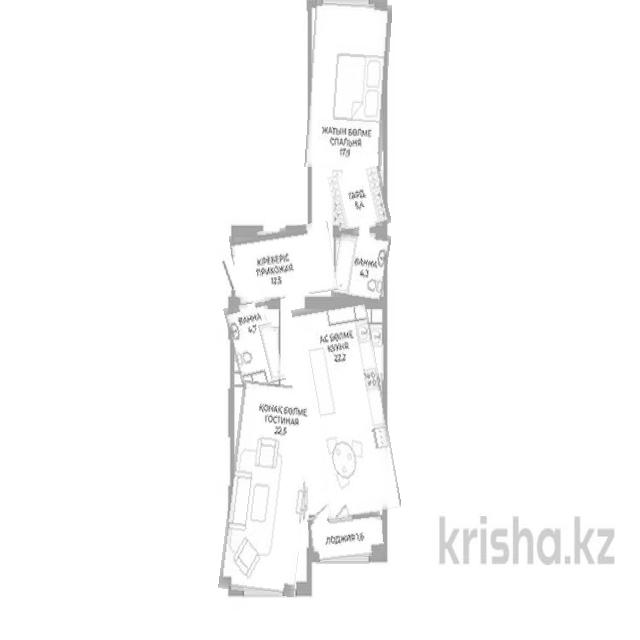 ЖАТЫН БӨЛМЕ
СПАЛЬНЯ
17,9
ГАРД.
5,4
КІРЕБЕРІС
ПРИХОЖАЯ
12,5
ВАННА
4,3
ВАННА
4,7
АС БӨЛМЕ
КУХНЯ
22,2
ҚОНАҚ БӨЛМЕ
ГОСТИНАЯ
22,5
ЛОДЖИЯ 1,6
krisha.kz